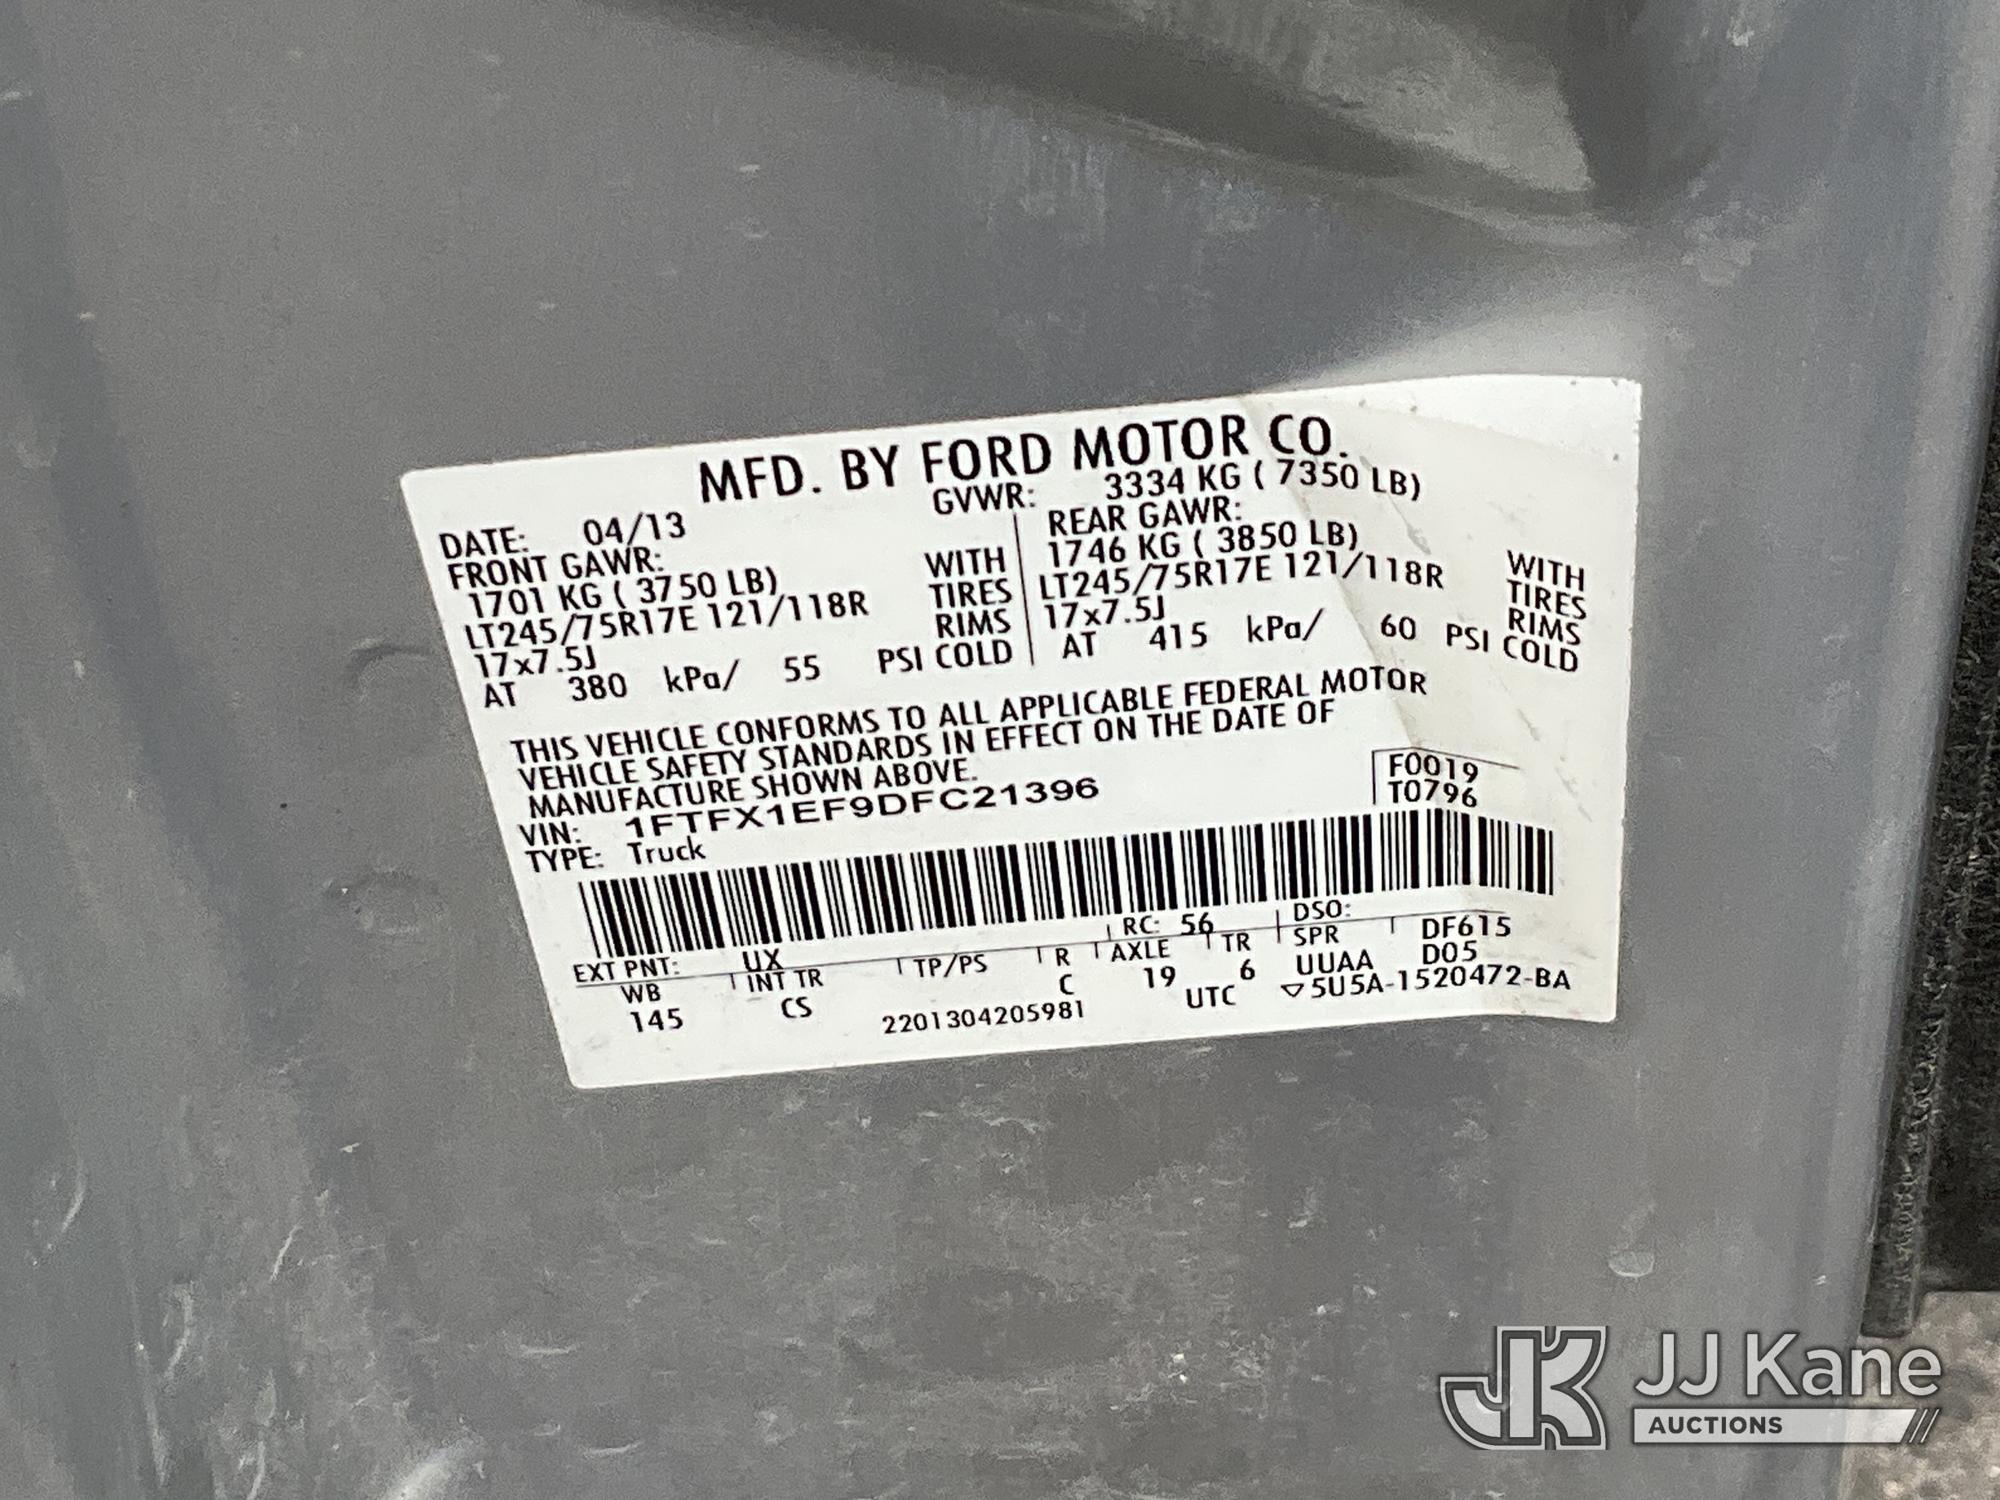 MFD. BY FORD MOTOR CO.
DATE: 04/13 GVWR: 3334 KG ( 7350 LB)
FRONT GAWR: REAR GAWR:
1701 KG ( 3750 LB) WITH 1746 KG ( 3850 LB) WITH
LT245/75R17E 121/118R TIRES LT245/75R17E 121/118R TIRES
17x7.5J RIMS 17x7.5J RIMS
AT 380 kPa/ 55 PSI COLD AT 415 kPa/ 60 PSI COLD
THIS VEHICLE CONFORMS TO ALL APPLICABLE FEDERAL MOTOR
VEHICLE SAFETY STANDARDS IN EFFECT ON THE DATE OF
MANUFACTURE SHOWN ABOVE.
F0019
VIN: 1FTFX1EF9DFC21396 T0796
TYPE: Truck
EXT PNT: UX RC: 56 DSO: DF615
WB INT TR TP/PS R AXLE TR SPR D05
145 CS C 19 6 UUAA
2201304205981 UTC ▽5U5A-1520472-BA
JK JJ Kane
AUCTIONS